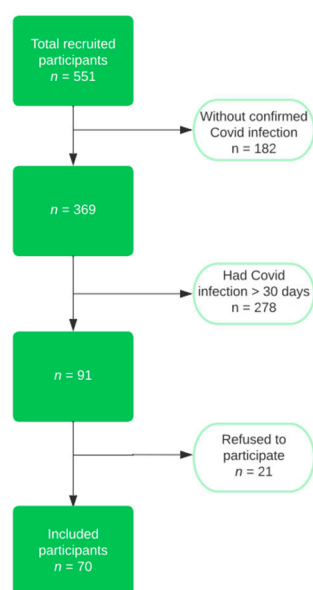 Total recruited
participants
n = 551
Without confirmed
Covid infection
n = 182
n = 369
Had Covid
infection > 30 days
n = 278
n = 91
Refused to
participate
n = 21
Included
participants
n = 70